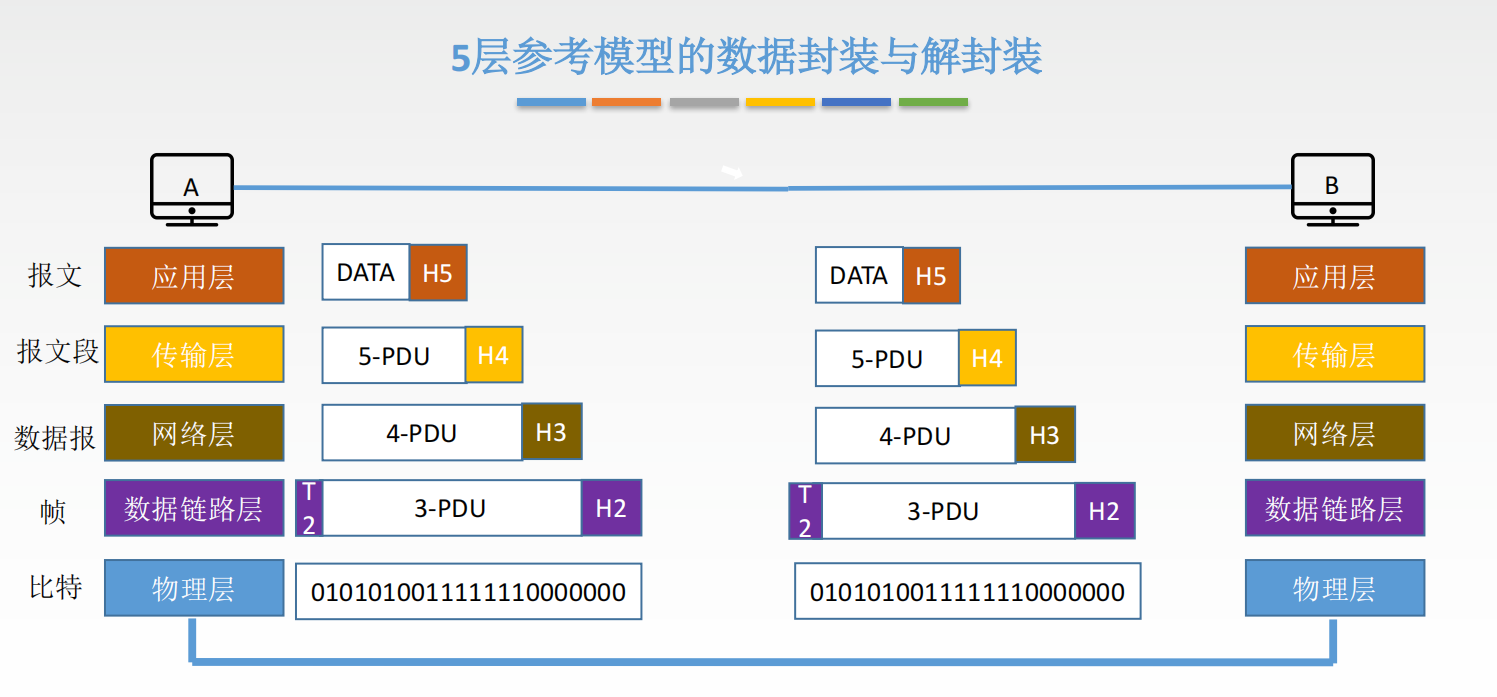 5层参考模型的数据封装与解封装
A
B
报文 应用层 DATA H5 DATA H5 应用层
报文段 传输层 5-PDU H4 5-PDU H4 传输层
数据报 网络层 4-PDU H3 4-PDU H3 网络层
帧 数据链路层 T2 3-PDU H2 T2 3-PDU H2 数据链路层
比特 物理层 0101010011111110000000 0101010011111110000000 物理层